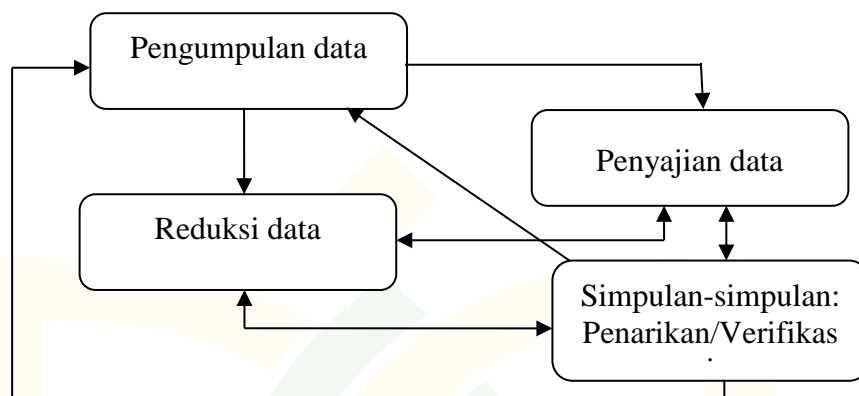 Pengumpulan data
Penyajian data
Reduksi data
Simpulan-simpulan:
Penarikan/Verifikas